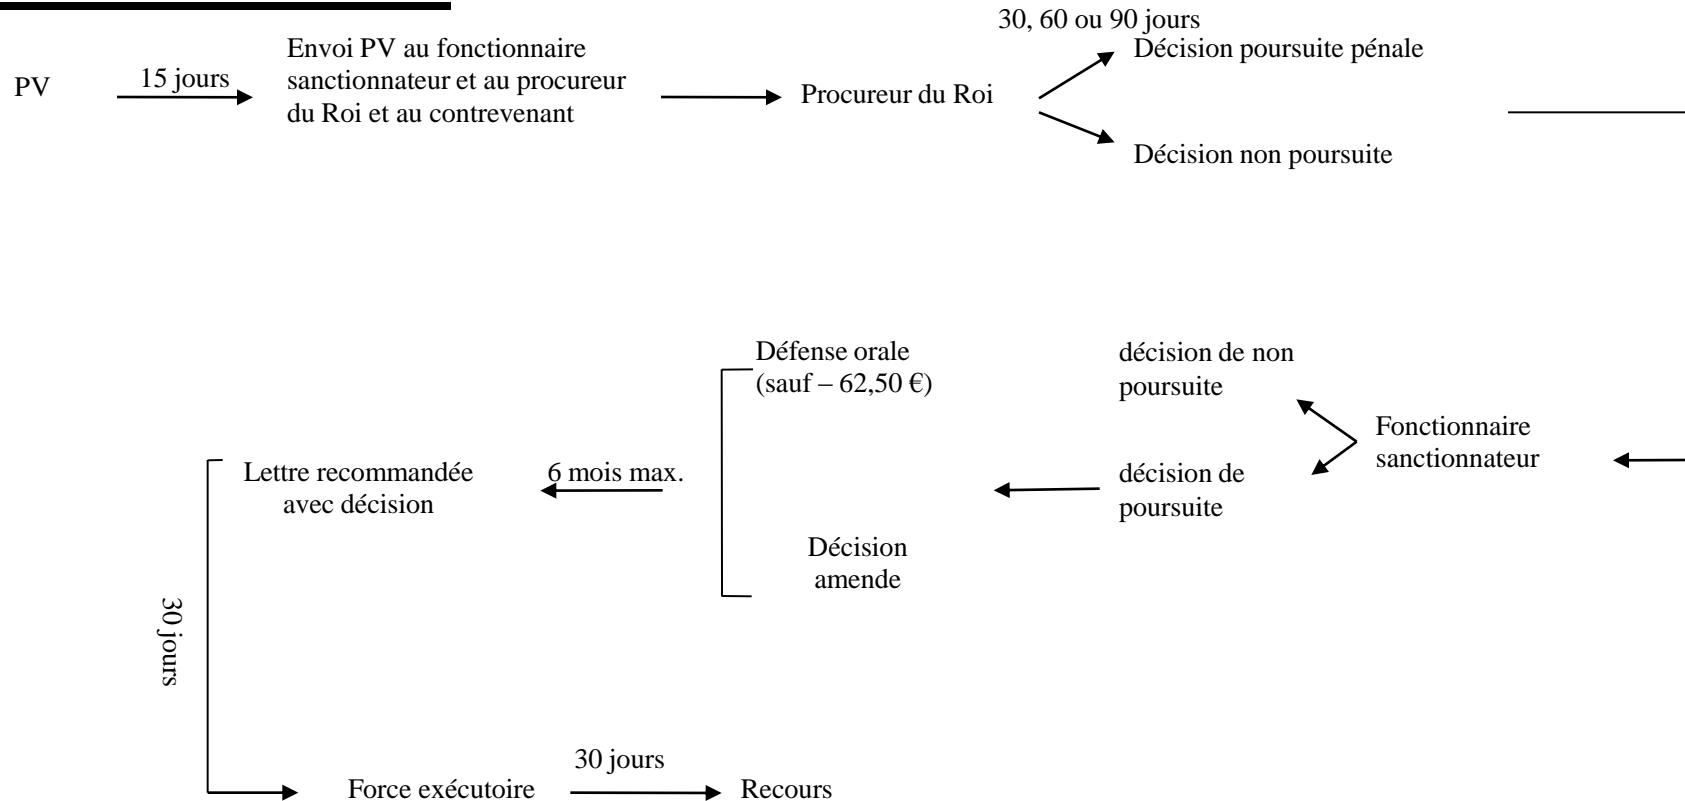 PV
15 jours
Envoi PV au fonctionnaire
sanctionnateur et au procureur
du Roi et au contrevenant
Procureur du Roi
30, 60 ou 90 jours
Décision poursuite pénale
Décision non poursuite
Fonctionnaire
sanctionnateur
décision de non
poursuite
décision de
poursuite
Défense orale
(sauf – 62,50 €)
Décision
amende
6 mois max.
Lettre recommandée
avec décision
30 jours
Force exécutoire
30 jours
Recours